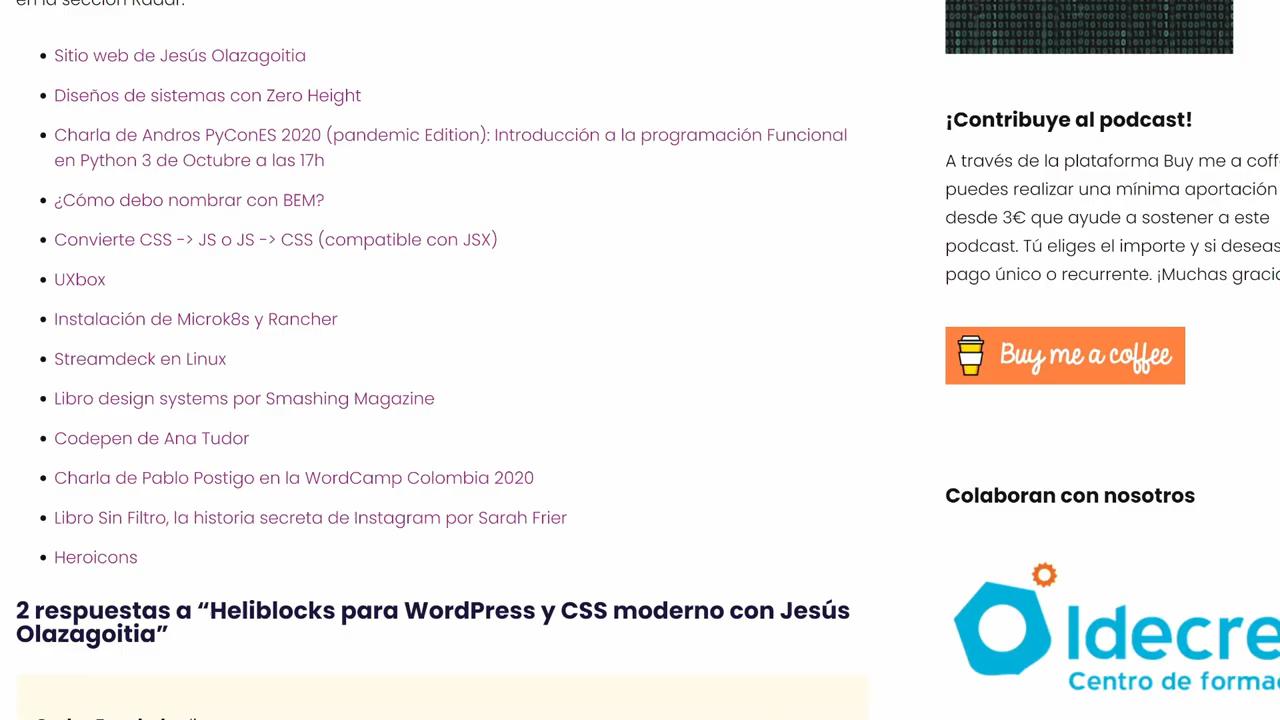 en la sección Radar.
Sitio web de Jesús Olazagoitia
Diseños de sistemas con Zero Height
Charla de Andros PyConES 2020 (pandemic Edition): Introducción a la programación Funcional
en Python 3 de Octubre a las 17h
¿Cómo debo nombrar con BEM?
Convierte CSS -> JS o JS -> CSS (compatible con JSX)
UXbox
Instalación de Microk8s y Rancher
Streamdeck en Linux
Libro design systems por Smashing Magazine
Codepen de Ana Tudor
Charla de Pablo Postigo en la WordCamp Colombia 2020
Libro Sin Filtro, la historia secreta de Instagram por Sarah Frier
Heroicons
2 respuestas a “Heliblocks para WordPress y CSS moderno con Jesús
Olazagoitia”
¡Contribuye al podcast!
A través de la plataforma Buy me a coff
puedes realizar una mínima aportación
desde 3€ que ayude a sostener a este
podcast. Tú eliges el importe y si deseas
pago único o recurrente. ¡Muchas gracia
Buy me a coffee
Colaboran con nosotros
Idecre
Centro de forma